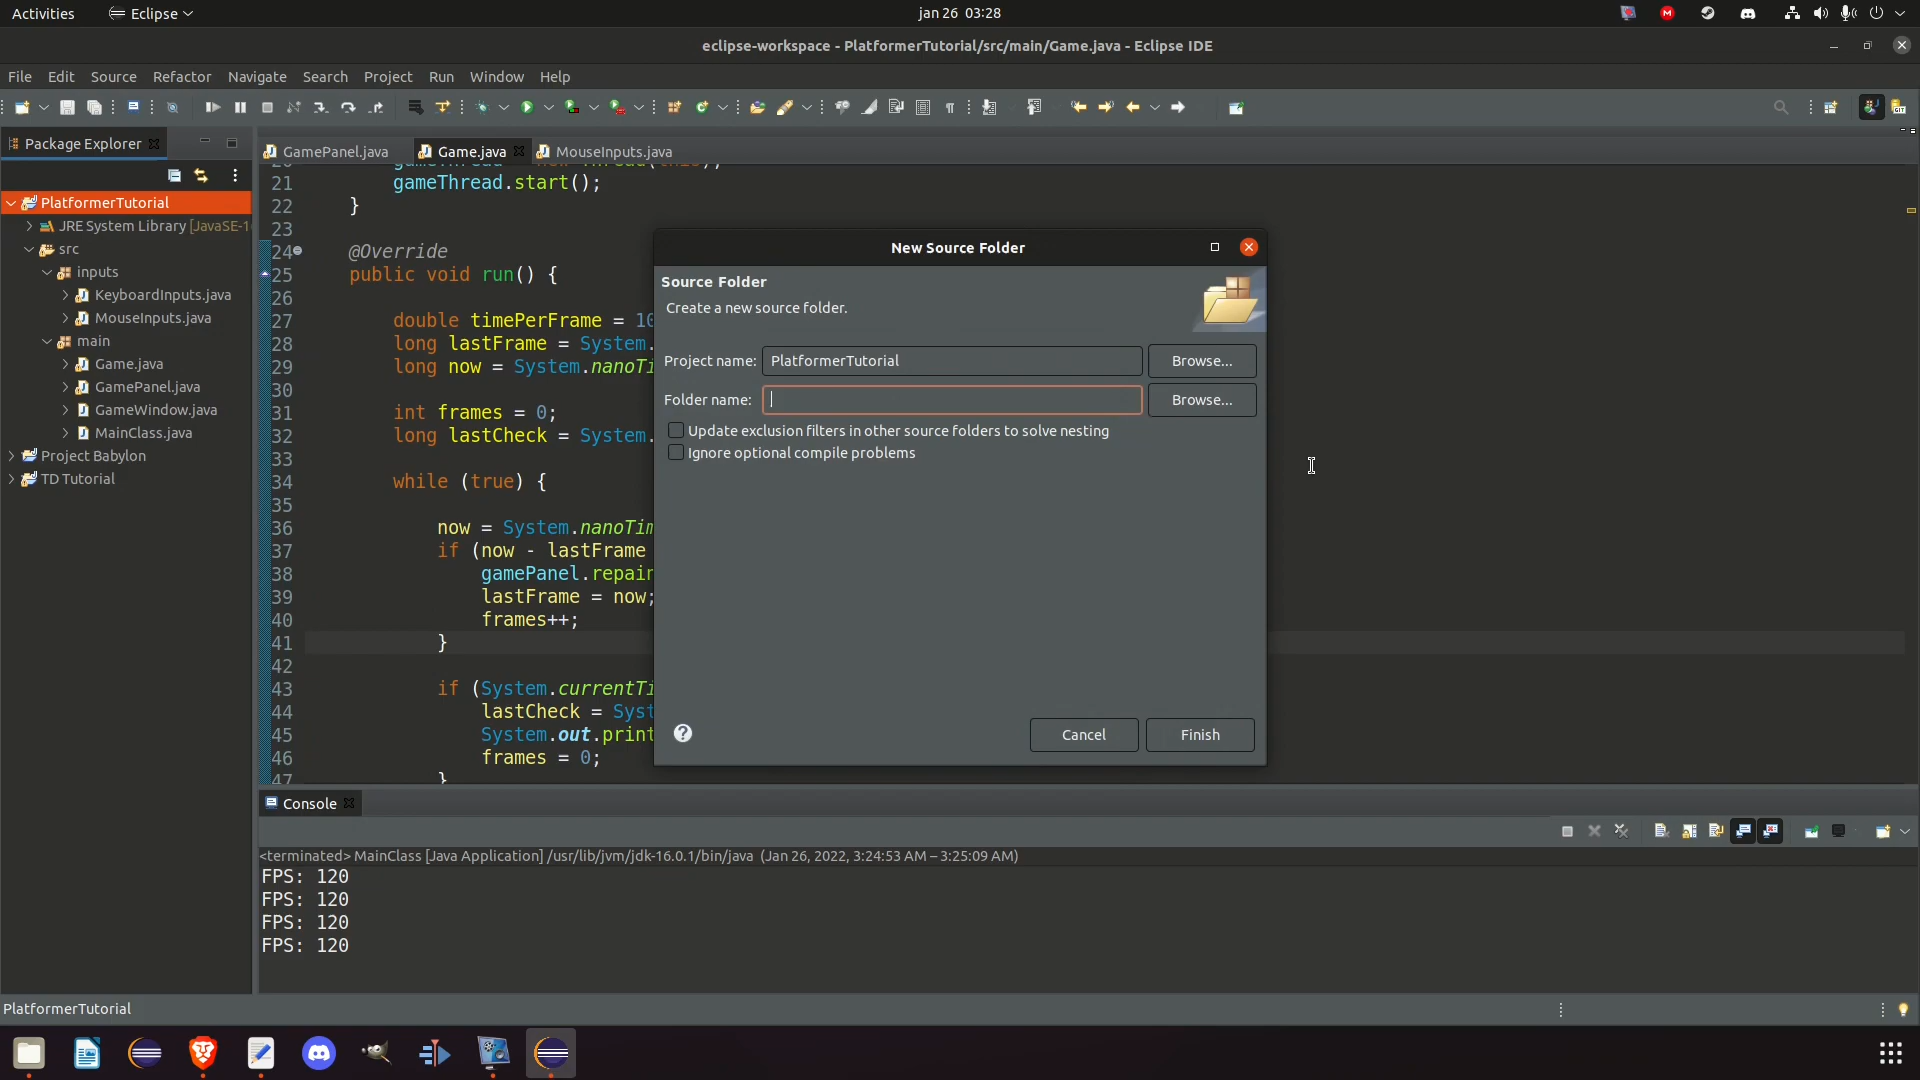 Activities
Eclipse
jan 26 03:28
eclipse-workspace - PlatformerTutorial/src/main/Game.java - Eclipse IDE
File Edit Source Refactor Navigate Search Project Run Window Help
Package Explorer
GamePanel.java
Game.java
MouseInputs.java
PlatformerTutorial
JRE System Library [JavaSE-1
src
inputs
KeyboardInputs.java
MouseInputs.java
main
Game.java
GamePanel.java
GameWindow.java
MainClass.java
Project Babylon
TD Tutorial
21 gameThread.start();
22 }
23
24 @Override
25 public void run() {
26
27 double timePerFrame = 10
28 long lastFrame = System.
29 long now = System.nanoTi
30
31 int frames = 0;
32 long lastCheck = System.
33
34 while (true) {
35
36 now = System.nanoTim
37 if (now - lastFrame
38 gamePanel.repain
39 lastFrame = now;
40 frames++;
41 }
42
43 if (System.currentTi
44 lastCheck = Syst
45 System.out.print
46 frames = 0;
47 }
New Source Folder
Source Folder
Create a new source folder.
Project name: PlatformerTutorial Browse...
Folder name: Browse...
Update exclusion filters in other source folders to solve nesting
Ignore optional compile problems
Cancel Finish
Console
<terminated> MainClass [Java Application] /usr/lib/jvm/jdk-16.0.1/bin/java (Jan 26, 2022, 3:24:53 AM – 3:25:09 AM)
FPS: 120
FPS: 120
FPS: 120
FPS: 120
PlatformerTutorial